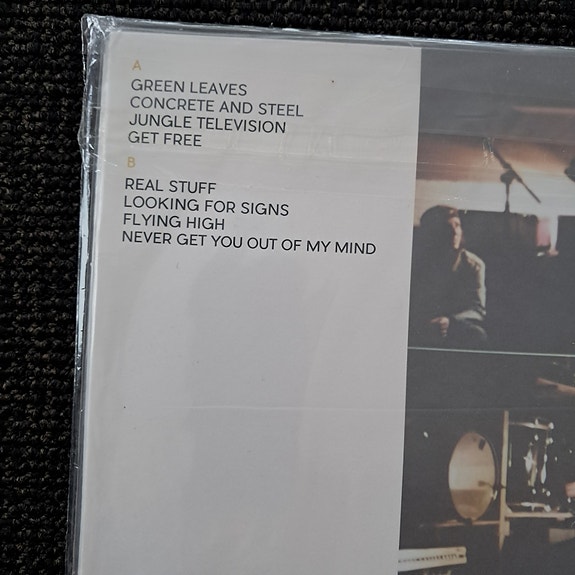 A
GREEN LEAVES
CONCRETE AND STEEL
JUNGLE TELEVISION
GET FREE
B
REAL STUFF
LOOKING FOR SIGNS
FLYING HIGH
NEVER GET YOU OUT OF MY MIND